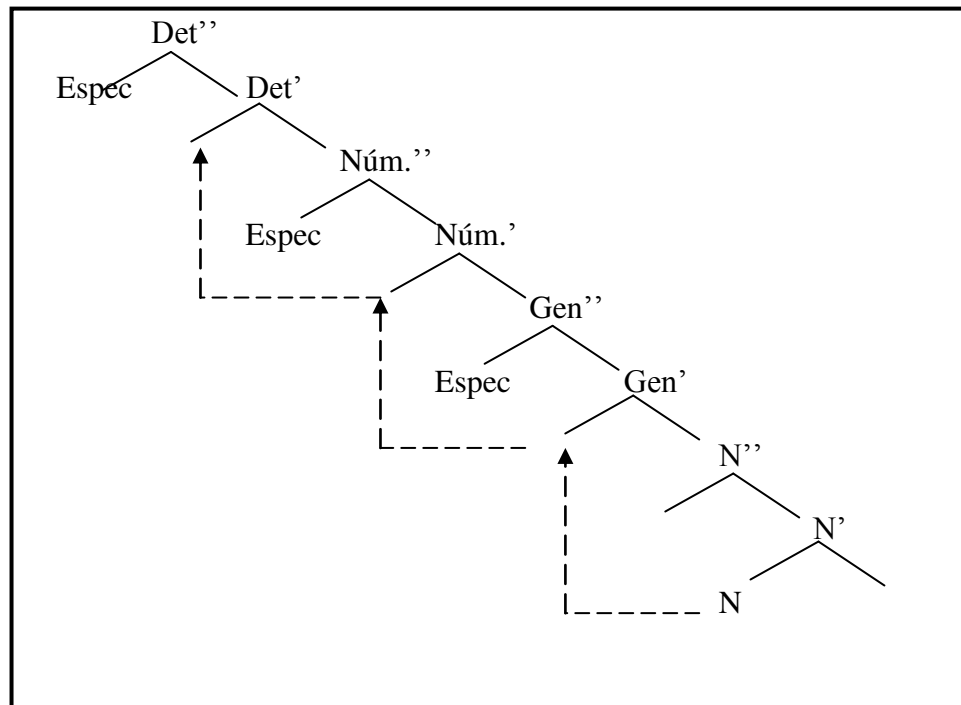 Det’’
Espec Det’
Núm.’’
Espec Núm.’
Gen’’
Espec Gen’
N’’
N’
N